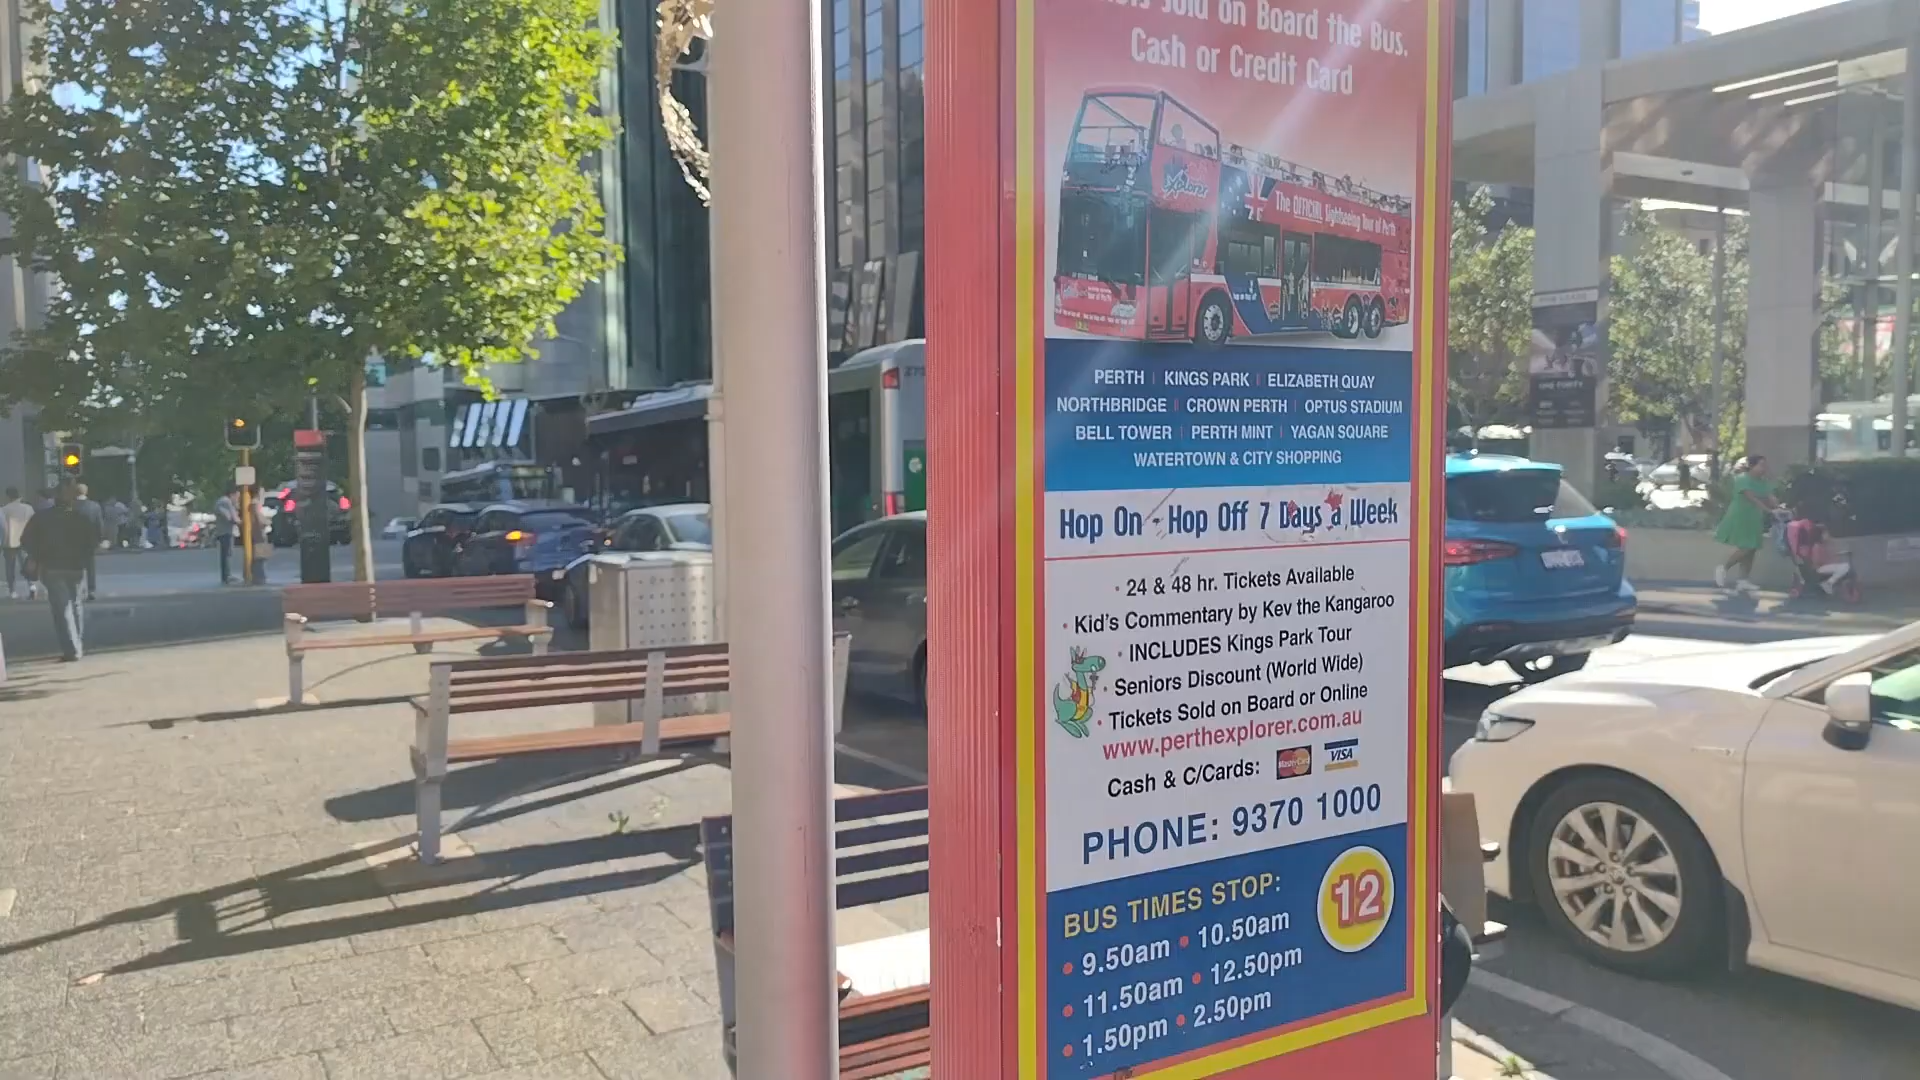 Sold on Board the Bus.
Cash or Credit Card
Explorer
The OFFICIAL Sightseeing Tour of Perth
PERTH | KINGS PARK | ELIZABETH QUAY
NORTHBRIDGE | CROWN PERTH | OPTUS STADIUM
BELL TOWER | PERTH MINT | YAGAN SQUARE
WATERTOWN & CITY SHOPPING
Hop On - Hop Off 7 Days a Week
• 24 & 48 hr. Tickets Available
• Kid's Commentary by Kev the Kangaroo
• INCLUDES Kings Park Tour
• Seniors Discount (World Wide)
• Tickets Sold on Board or Online
www.perthexplorer.com.au
Cash & C/Cards: MasterCard VISA
PHONE: 9370 1000
BUS TIMES STOP: 12
• 9.50am • 10.50am
• 11.50am • 12.50pm
• 1.50pm • 2.50pm